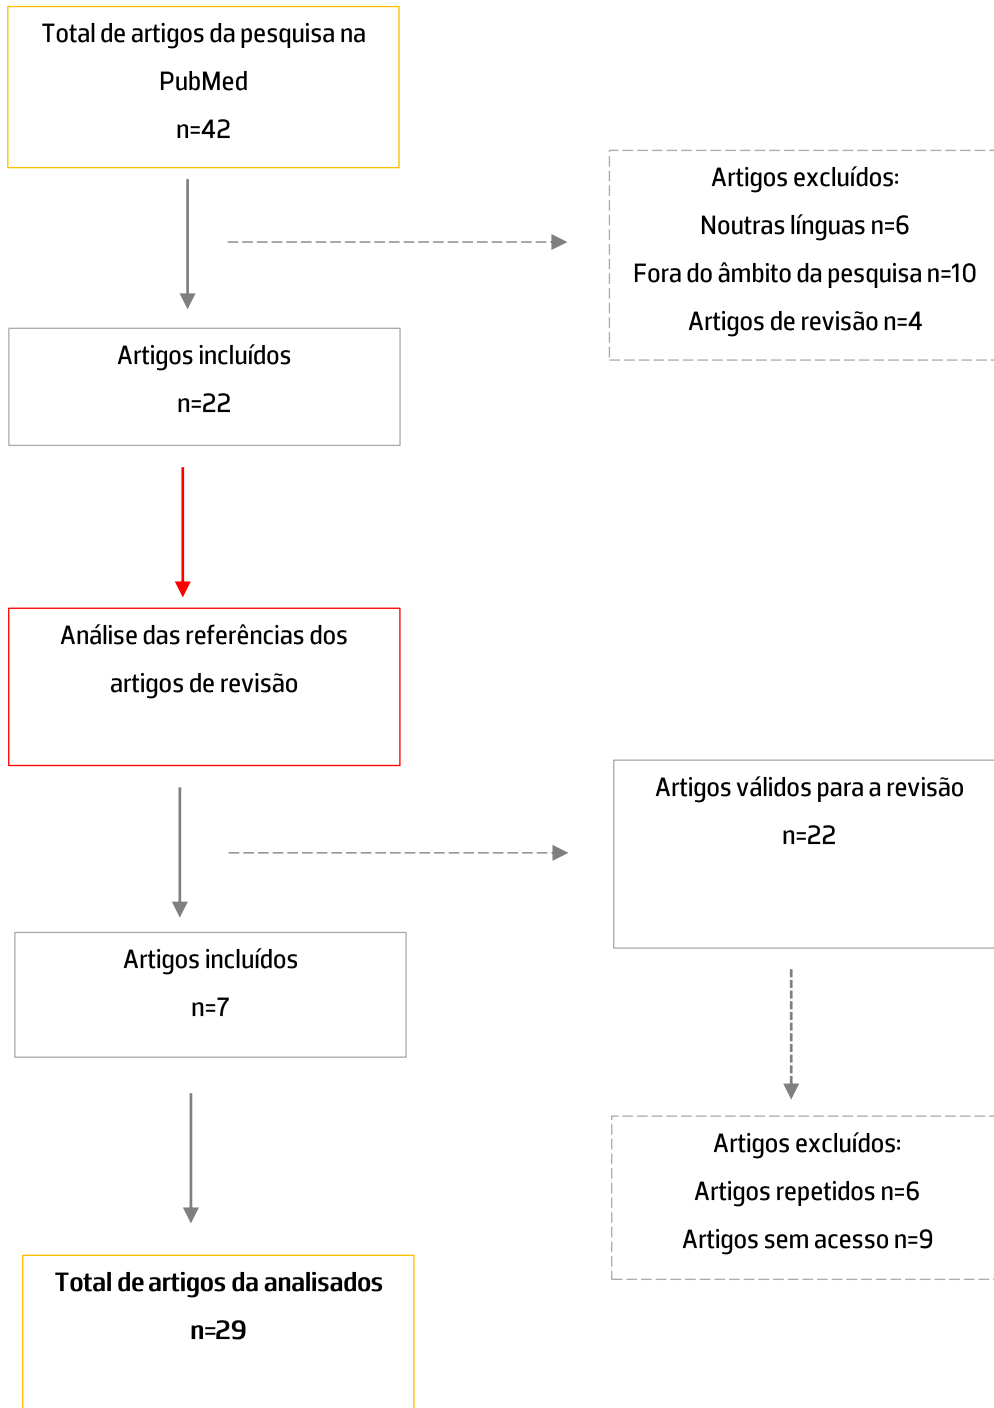 Total de artigos da pesquisa na
PubMed
n=42
Artigos excluídos:
Noutras línguas n=6
Fora do âmbito da pesquisa n=10
Artigos de revisão n=4
Artigos incluídos
n=22
Análise das referências dos
artigos de revisão
Artigos válidos para a revisão
n=22
Artigos incluídos
n=7
Artigos excluídos:
Artigos repetidos n=6
Artigos sem acesso n=9
Total de artigos da analisados
n=29